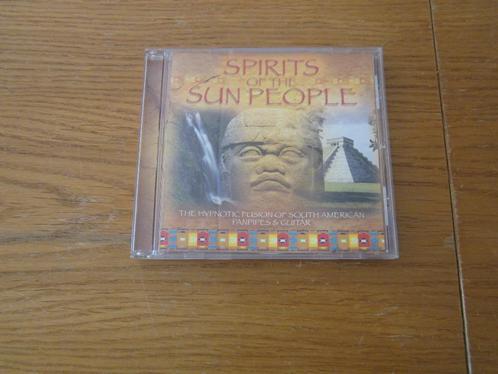 SPIRITS
OF THE
SUN PEOPLE
THE HYPNOTIC FUSION OF SOUTH AMERICAN
PANPIPES & GUITAR